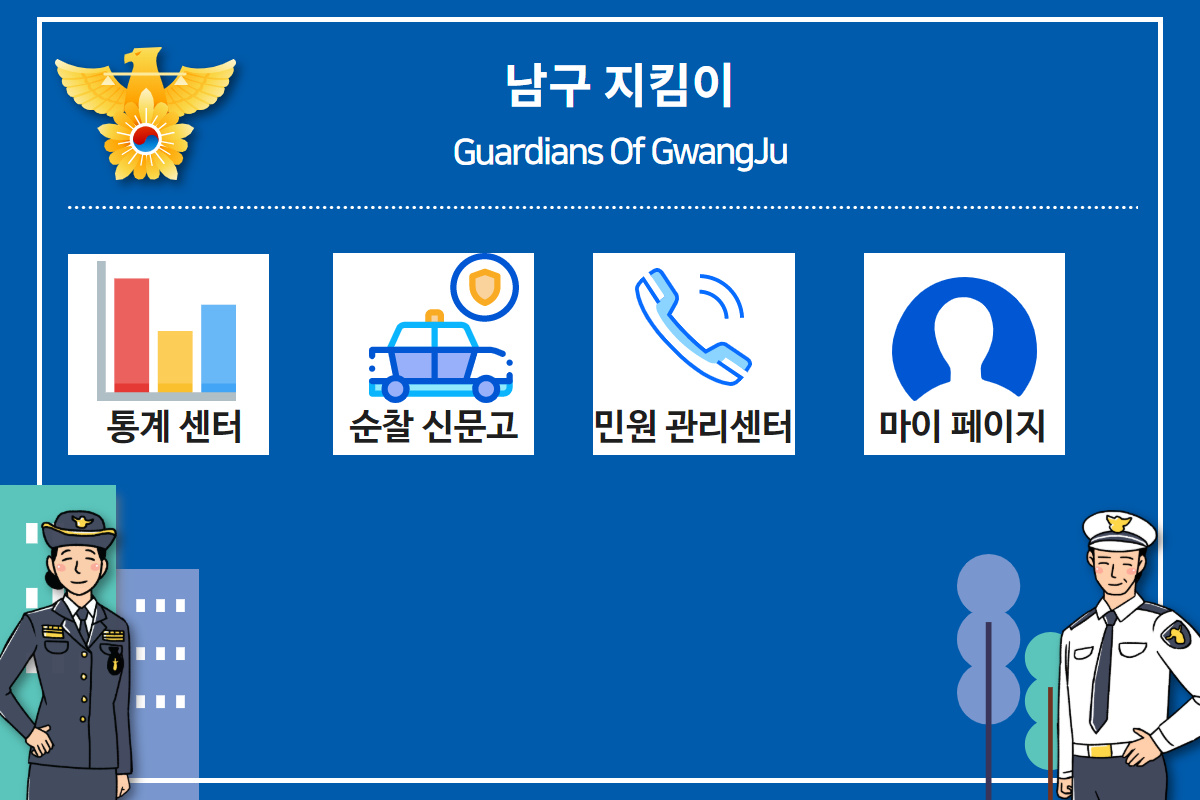 남구 지킴이
Guardians Of GwangJu
통계 센터
순찰 신문고
민원 관리센터
마이 페이지